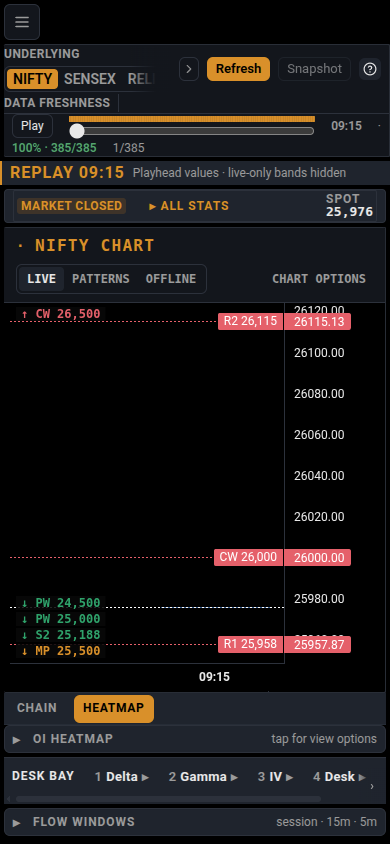 UNDERLYING
NIFTY SENSEX REL
Refresh Snapshot
DATA FRESHNESS
Play 09:15
100% · 385/385 1/385
REPLAY 09:15 Playhead values · live-only bands hidden
MARKET CLOSED ▸ ALL STATS SPOT
25,976
· NIFTY CHART
LIVE PATTERNS OFFLINE CHART OPTIONS
↑ CW 26,500
26120.00
R2 26,115 26115.13
26100.00
26080.00
26060.00
26040.00
26020.00
CW 26,000 26000.00
25980.00
↓ PW 24,500
↓ PW 25,000
↓ S2 25,188
↓ MP 25,500
R1 25,958 25957.87
09:15
CHAIN HEATMAP
▸ OI HEATMAP tap for view options
DESK BAY 1 Delta ▸ 2 Gamma ▸ 3 IV ▸ 4 Desk ▸
▸ FLOW WINDOWS session · 15m · 5m